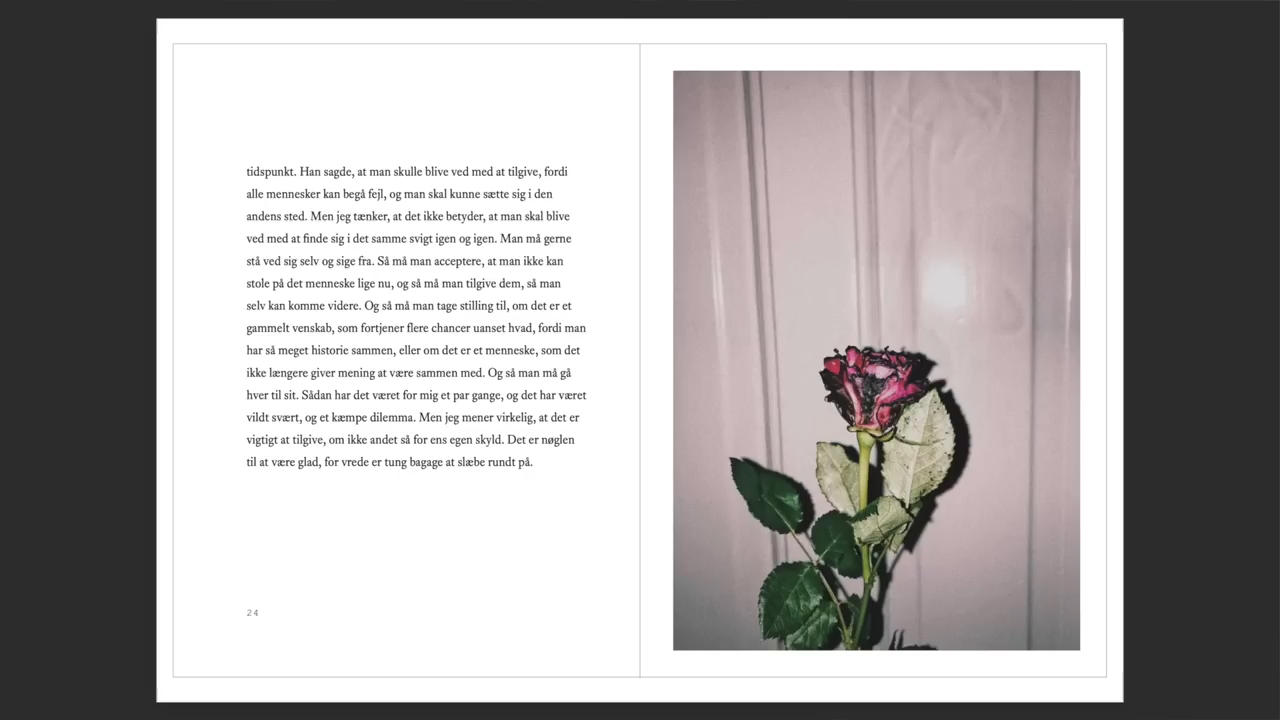 tidspunkt. Han sagde, at man skulle blive ved med at tilgive, fordi
alle mennesker kan begå fejl, og man skal kunne sætte sig i den
andens sted. Men jeg tænker, at det ikke betyder, at man skal blive
ved med at finde sig i det samme svigt igen og igen. Man må gerne
stå ved sig selv og sige fra. Så må man acceptere, at man ikke kan
stole på det menneske lige nu, og så må man tilgive dem, så man
selv kan komme videre. Og så må man tage stilling til, om det er et
gammelt venskab, som fortjener flere chancer uanset hvad, fordi man
har så meget historie sammen, eller om det er et menneske, som det
ikke længere giver mening at være sammen med. Og så man må gå
hver til sit. Sådan har det været for mig et par gange, og det har været
vildt svært, og et kæmpe dilemma. Men jeg mener virkelig, at det er
vigtigt at tilgive, om ikke andet så for ens egen skyld. Det er nøglen
til at være glad, for vrede er tung bagage at slæbe rundt på.
24